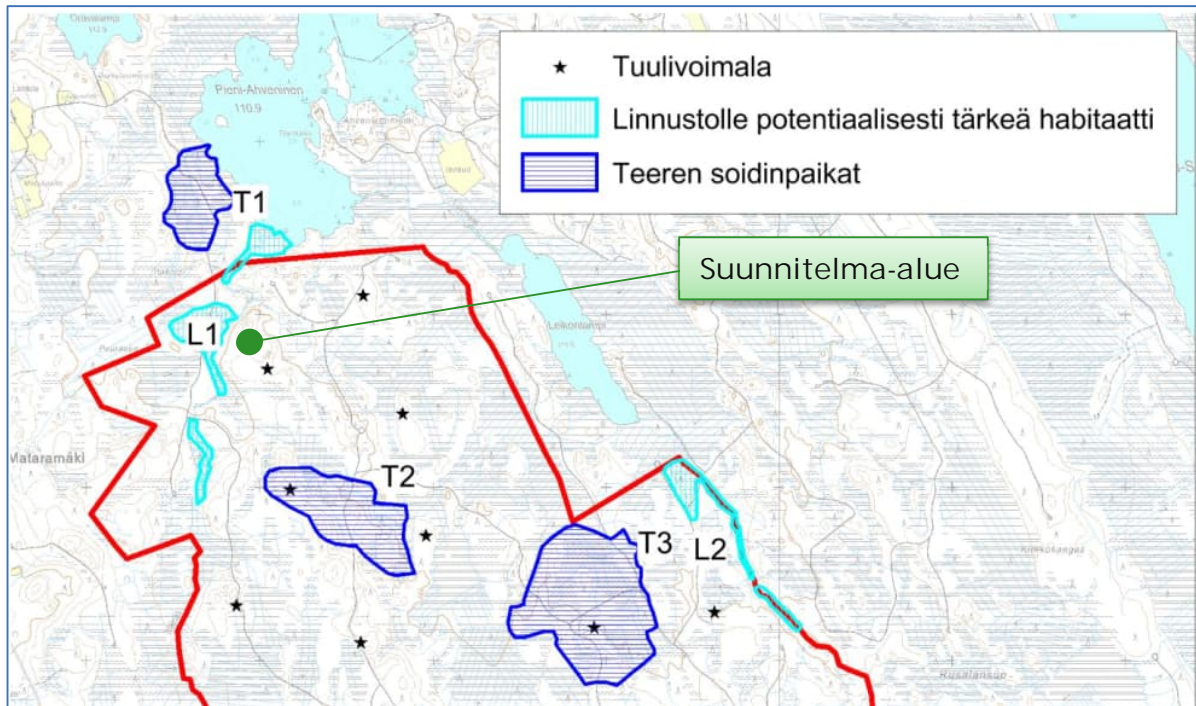 Pieni-Ahveninen
110.9
Tuulivoimala
Linnustolle potentiaalisesti tärkeä habitaatti
Teeren soidinpaikat
T1
Suunnitelma-alue
L1
Mataramäki
T2
T3
L2